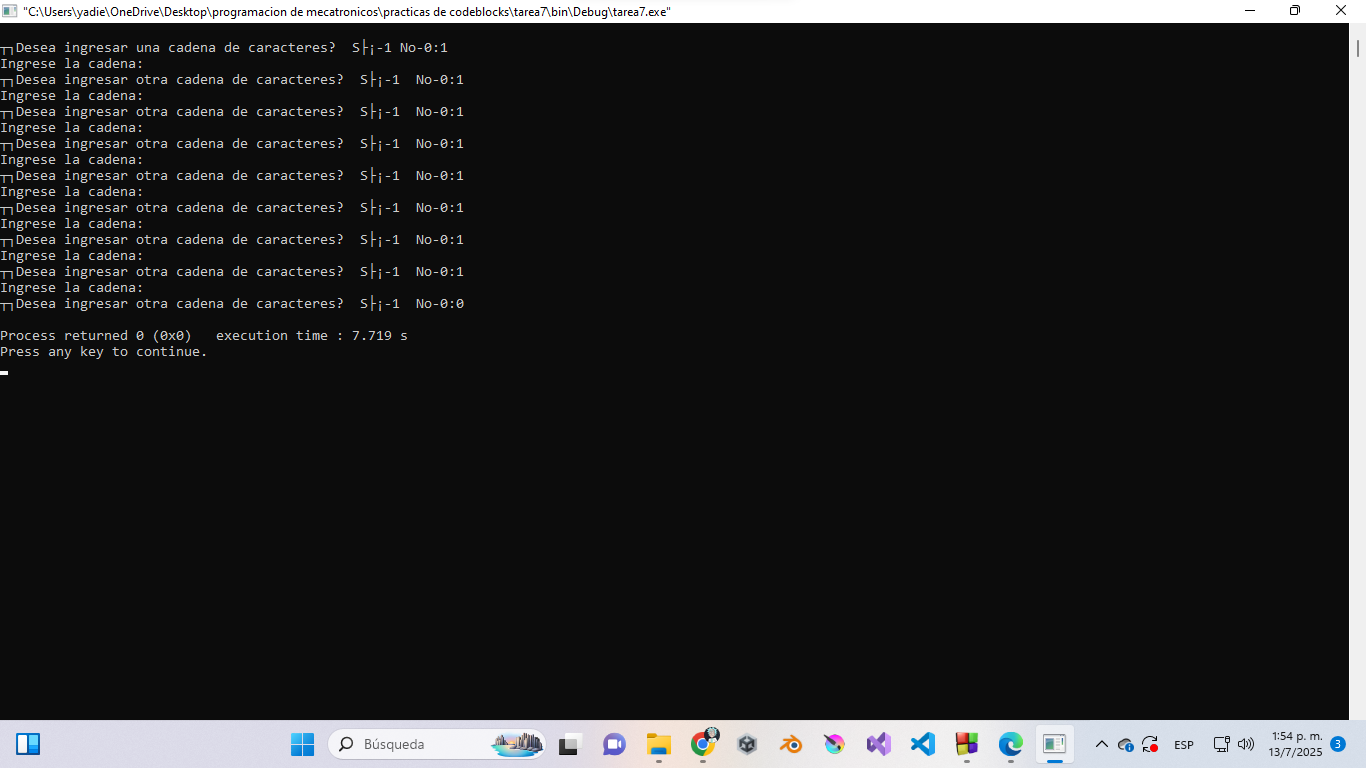 "C:\Users\yadie\OneDrive\Desktop\programacion de mecatronicos\practicas de codeblocks\tarea7\bin\Debug\tarea7.exe"
┬┐Desea ingresar una cadena de caracteres?  S├¡-1 No-0:1
Ingrese la cadena:
┬┐Desea ingresar otra cadena de caracteres?  S├¡-1  No-0:1
Ingrese la cadena:
┬┐Desea ingresar otra cadena de caracteres?  S├¡-1  No-0:1
Ingrese la cadena:
┬┐Desea ingresar otra cadena de caracteres?  S├¡-1  No-0:1
Ingrese la cadena:
┬┐Desea ingresar otra cadena de caracteres?  S├¡-1  No-0:1
Ingrese la cadena:
┬┐Desea ingresar otra cadena de caracteres?  S├¡-1  No-0:1
Ingrese la cadena:
┬┐Desea ingresar otra cadena de caracteres?  S├¡-1  No-0:1
Ingrese la cadena:
┬┐Desea ingresar otra cadena de caracteres?  S├¡-1  No-0:1
Ingrese la cadena:
┬┐Desea ingresar otra cadena de caracteres?  S├¡-1  No-0:0
Process returned 0 (0x0)   execution time : 7.719 s
Press any key to continue.
Búsqueda
ESP
1:54 p. m.
13/7/2025
3